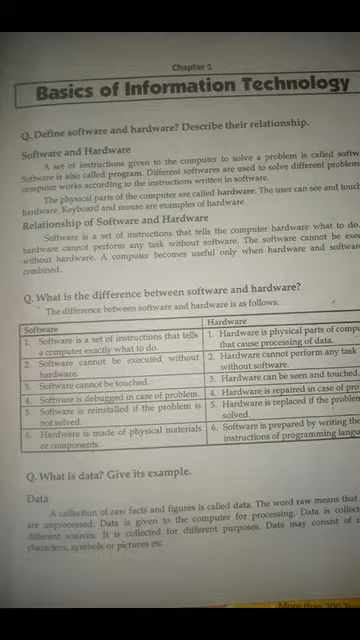 Chapter 1
Basics of Information Technology
Q. Define software and hardware? Describe their relationship.
Software and Hardware
A set of instructions given to the computer to solve a problem is called
Software is also called program. Different softwares are used to solve different
computer works according to the instructions written in software.
The physical parts of the computer are called hardware. The user can see and
hardware. Keyboard and mouse are examples of hardware.
Relationship of Software and Hardware
Software is a set of instructions that tells the computer hardware what to do.
hardware cannot perform any task without software. The software cannot be
without hardware. A computer becomes useful only when hardware and
combined.
Q. What is the difference between software and hardware?
The difference between software and hardware is as follows:
Software
Hardware
1. Software is a set of instructions that tells
a computer exactly what to do.
1. Hardware is physical parts of
that cause processing of data.
2. Software cannot be executed without
hardware.
2. Hardware cannot perform any task
without software.
3. Software cannot be touched.
3. Hardware can be seen and touched.
4. Software is debugged in case of problem.
4. Hardware is repaired in case of
5. Software is reinstalled if the problem is
not solved.
5. Hardware is replaced if the
solved.
6. Hardware is made of physical materials
or components.
6. Software is prepared by writing the
instructions of programming
Q. What is data? Give its example.
Data
A collection of raw facts and figures is called data. The word raw means that
are unprocessed. Data is given to the computer for processing. Data is
different sources. It is collected for different purposes. Data may consist of
characters, symbols or pictures etc.
More than 200